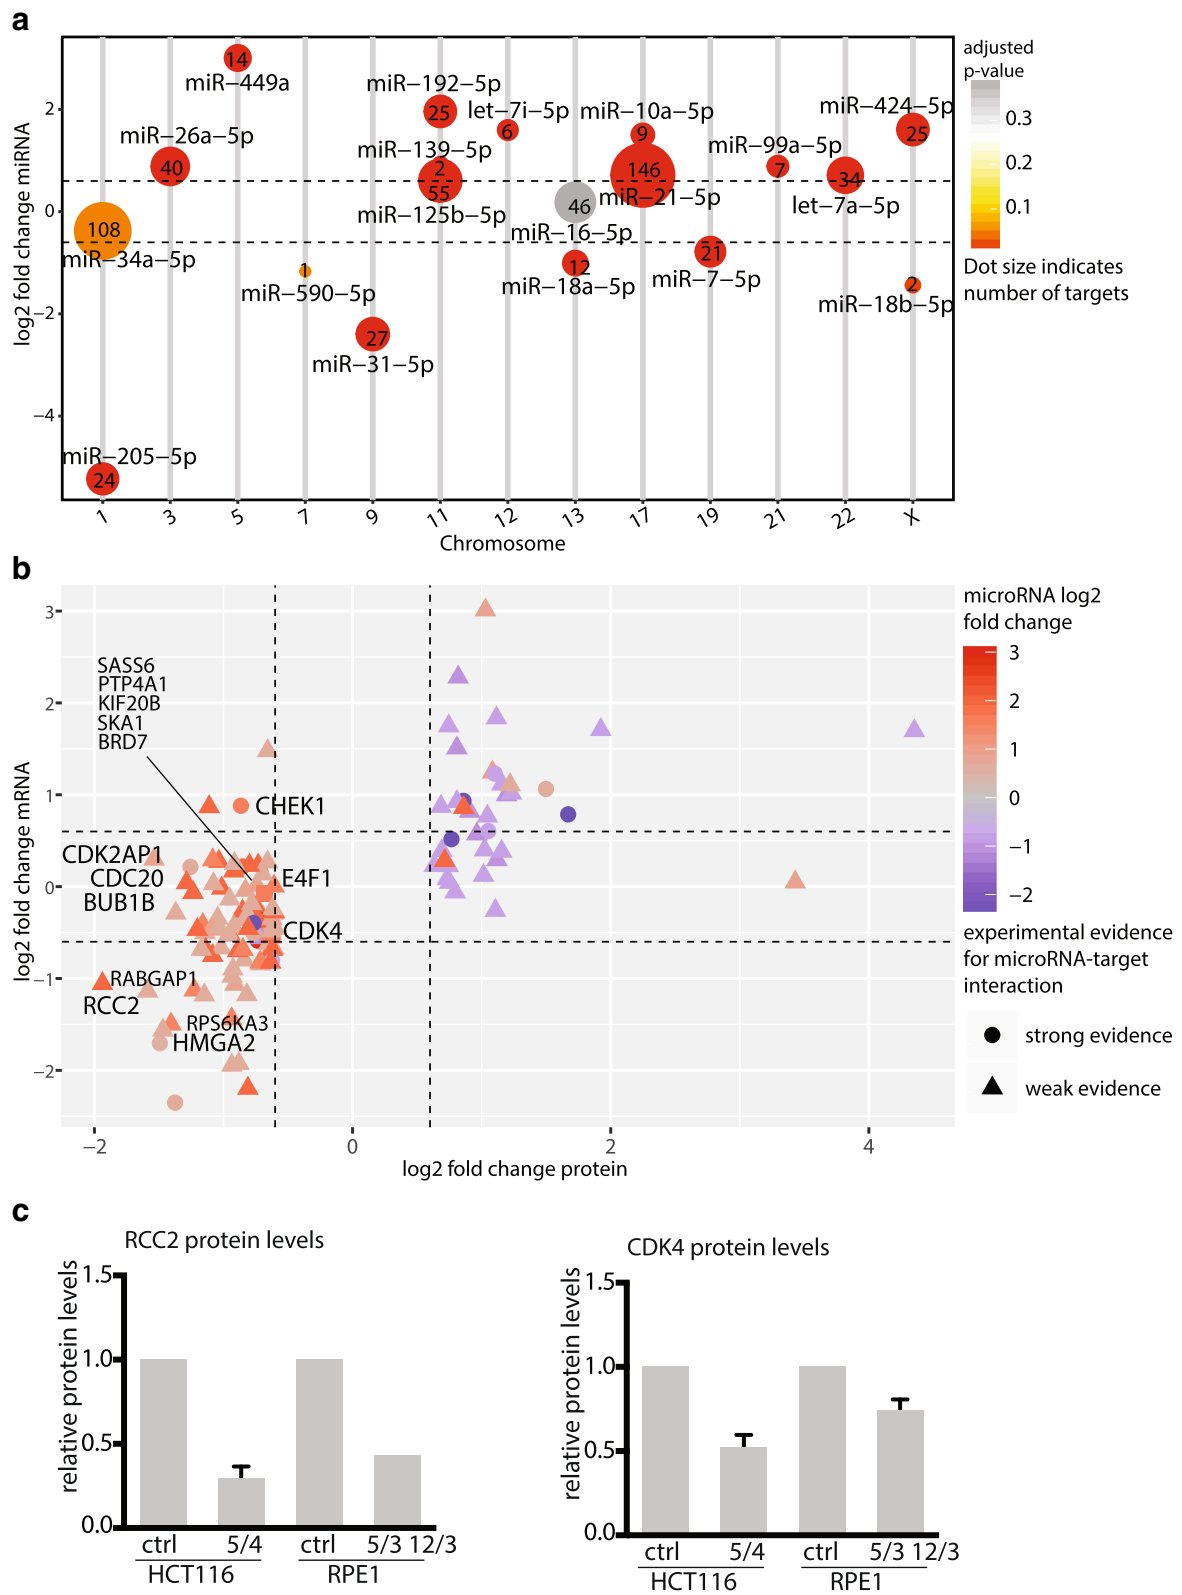 a
14
miR−449a
miR−26a−5p
40
miR−192−5p
25
let−7i−5p
6
miR−139−5p
2
55
miR−125b−5p
miR−10a−5p
9
146
miR−21−5p
miR−99a−5p
7
miR−424−5p
25
34
let−7a−5p
46
miR−16−5p
12
miR−18a−5p
21
miR−7−5p
2
miR−18b−5p
108
miR−34a−5p
1
miR−590−5p
27
miR−31−5p
miR−205−5p
24
2
0
−2
−4
log2 fold change miRNA
1 3 5 7 9 11 12 13 17 19 21 22 X
Chromosome
adjusted
p-value
0.3
0.2
0.1
Dot size indicates
number of targets
b
SASS6
PTP4A1
KIF20B
SKA1
BRD7
CHEK1
CDK2AP1
CDC20
BUB1B
E4F1
CDK4
RABGAP1
RCC2
RPS6KA3
HMGA2
3
2
1
0
−1
−2
log2 fold change mRNA
−2 0 2 4
log2 fold change protein
microRNA log2
fold change
3
2
1
0
−1
−2
experimental evidence
for microRNA-target
interaction
strong evidence
weak evidence
c
RCC2 protein levels
relative protein levels
1.5
1.0
0.5
0.0
ctrl 5/4 ctrl 5/3 12/3
HCT116 RPE1
CDK4 protein levels
relative protein levels
1.5
1.0
0.5
0.0
ctrl 5/4 ctrl 5/3 12/3
HCT116 RPE1